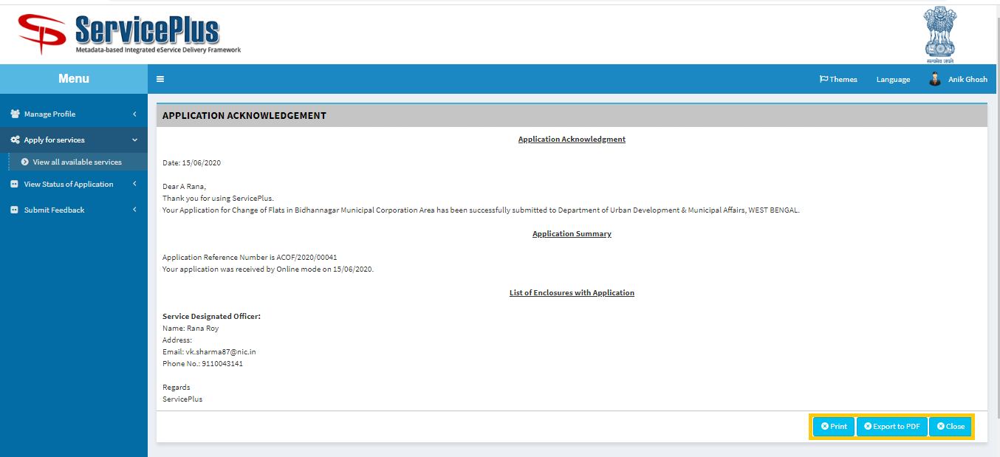 ServicePlus
Metadata-based Integrated eService Delivery Framework
सत्यमेव जयते
Menu
Themes
Language
Anik Ghosh
Manage Profile
Apply for services
View all available services
View Status of Application
Submit Feedback
APPLICATION ACKNOWLEDGEMENT
Application Acknowledgment
Date: 15/06/2020
Dear A Rana,
Thank you for using ServicePlus.
Your Application for Change of Flats in Bidhannagar Municipal Corporation Area has been successfully submitted to Department of Urban Development & Municipal Affairs, WEST BENGAL.
Application Summary
Application Reference Number is ACOF/2020/00041
Your application was received by Online mode on 15/06/2020.
List of Enclosures with Application
Service Designated Officer:
Name: Rana Roy
Address:
Email: vk.sharma87@nic.in
Phone No.: 9110043141
Regards
ServicePlus
Print
Export to PDF
Close